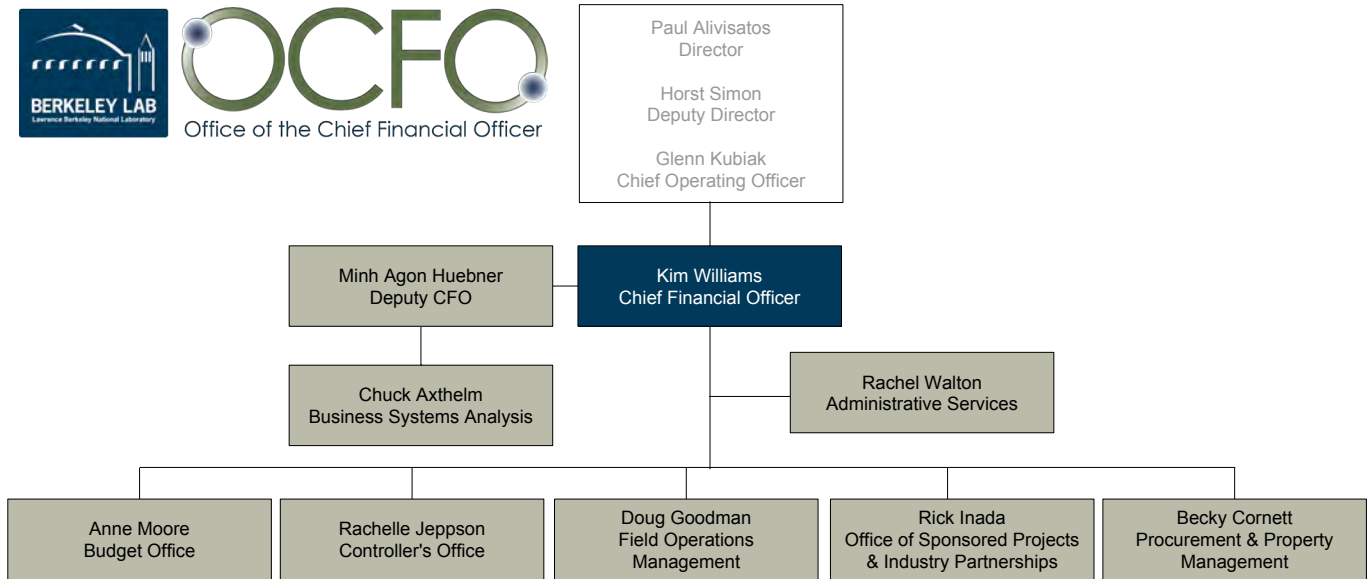 BERKELEY LAB
Lawrence Berkeley National Laboratory
OCFO
Office of the Chief Financial Officer
Paul Alivisatos
Director
Horst Simon
Deputy Director
Glenn Kubiak
Chief Operating Officer
Minh Agon Huebner
Deputy CFO
Kim Williams
Chief Financial Officer
Chuck Axthelm
Business Systems Analysis
Rachel Walton
Administrative Services
Anne Moore
Budget Office
Rachelle Jeppson
Controller's Office
Doug Goodman
Field Operations
Management
Rick Inada
Office of Sponsored Projects
& Industry Partnerships
Becky Cornett
Procurement & Property
Management